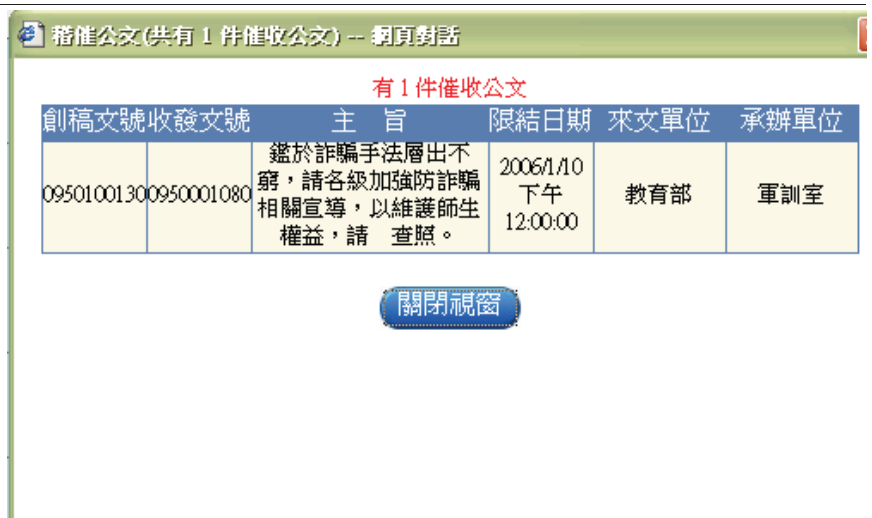 稽催公文(共有 1 件催收公文) -- 網頁對話
有 1 件催收公文
創稿文號 收發文號 主 旨 限結日期 來文單位 承辦單位
0950100130 0950001080
鑑於詐騙手法層出不
窮，請各級加強防詐騙
相關宣導，以維護師生
權益，請 查照。
2006/1/10
下午
12:00:00
教育部
軍訓室
關閉視窗